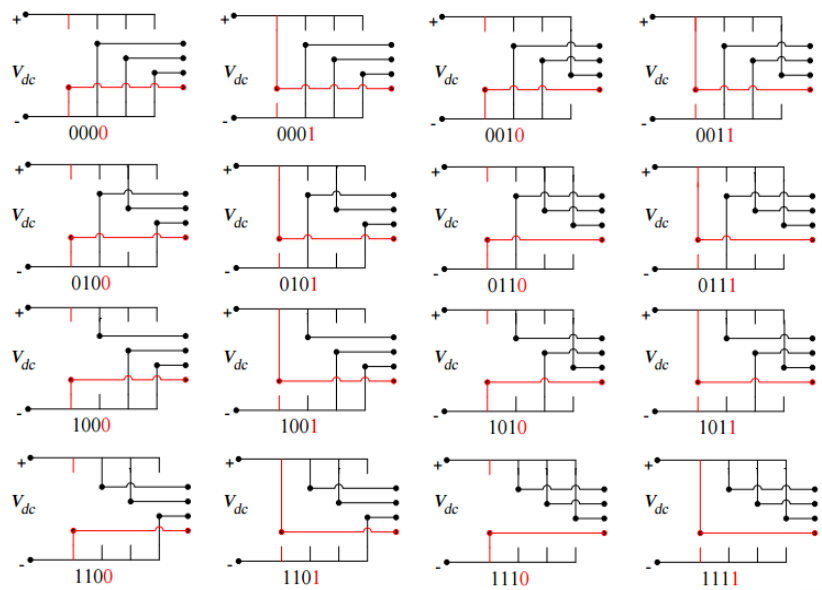 + + + +
V_dc V_dc V_dc V_dc
- - - -
0000 0001 0010 0011
+ + + +
V_dc V_dc V_dc V_dc
- - - -
0100 0101 0110 0111
+ + + +
V_dc V_dc V_dc V_dc
- - - -
1000 1001 1010 1011
+ + + +
V_dc V_dc V_dc V_dc
- - - -
1100 1101 1110 1111